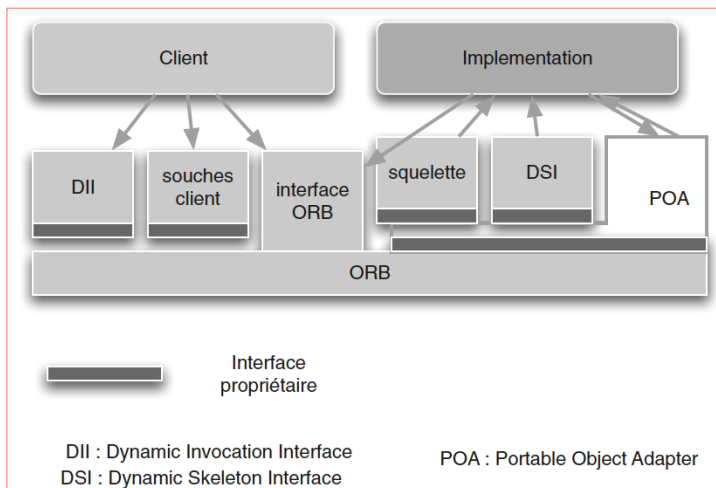 Client
Implementation
DII
souches
client
interface
ORB
squelette
DSI
POA
ORB
Interface
propriétaire
DII : Dynamic Invocation Interface
DSI : Dynamic Skeleton Interface
POA : Portable Object Adapter